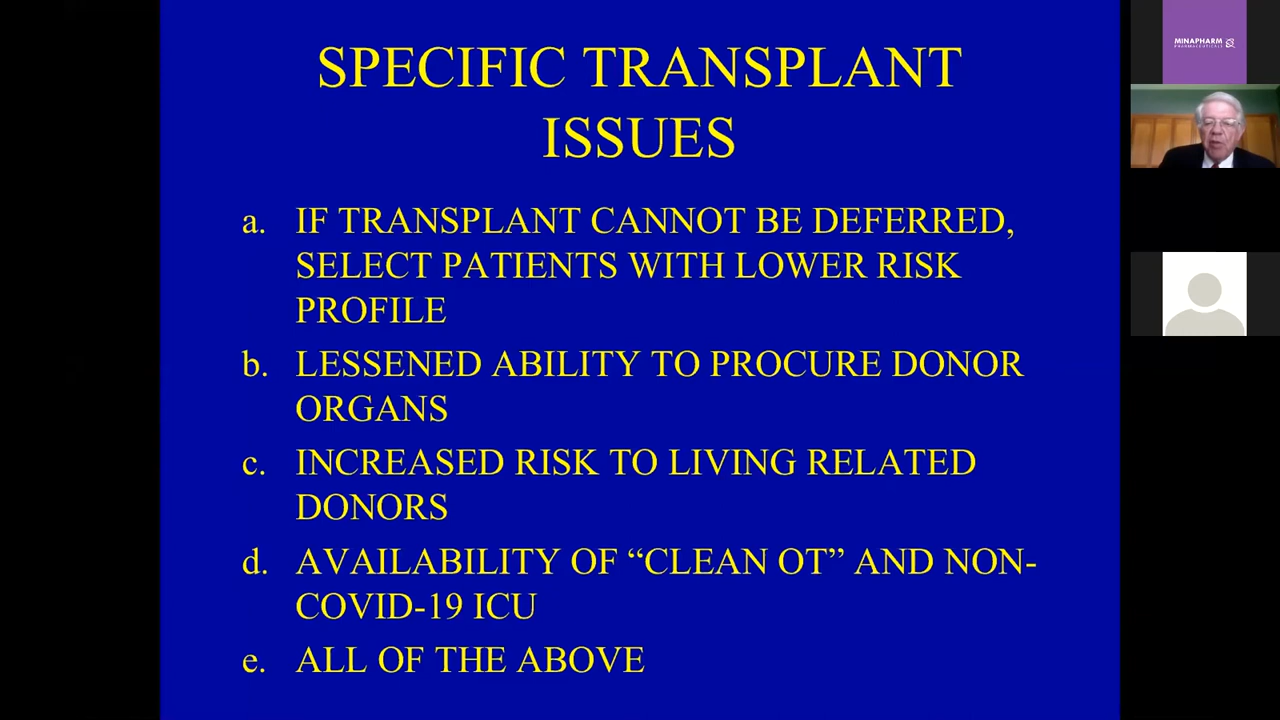 SPECIFIC TRANSPLANT
ISSUES
a. IF TRANSPLANT CANNOT BE DEFERRED,
SELECT PATIENTS WITH LOWER RISK
PROFILE
b. LESSENED ABILITY TO PROCURE DONOR
ORGANS
c. INCREASED RISK TO LIVING RELATED
DONORS
d. AVAILABILITY OF “CLEAN OT” AND NON-
COVID-19 ICU
e. ALL OF THE ABOVE
MINAPHARM
PHARMACEUTICALS